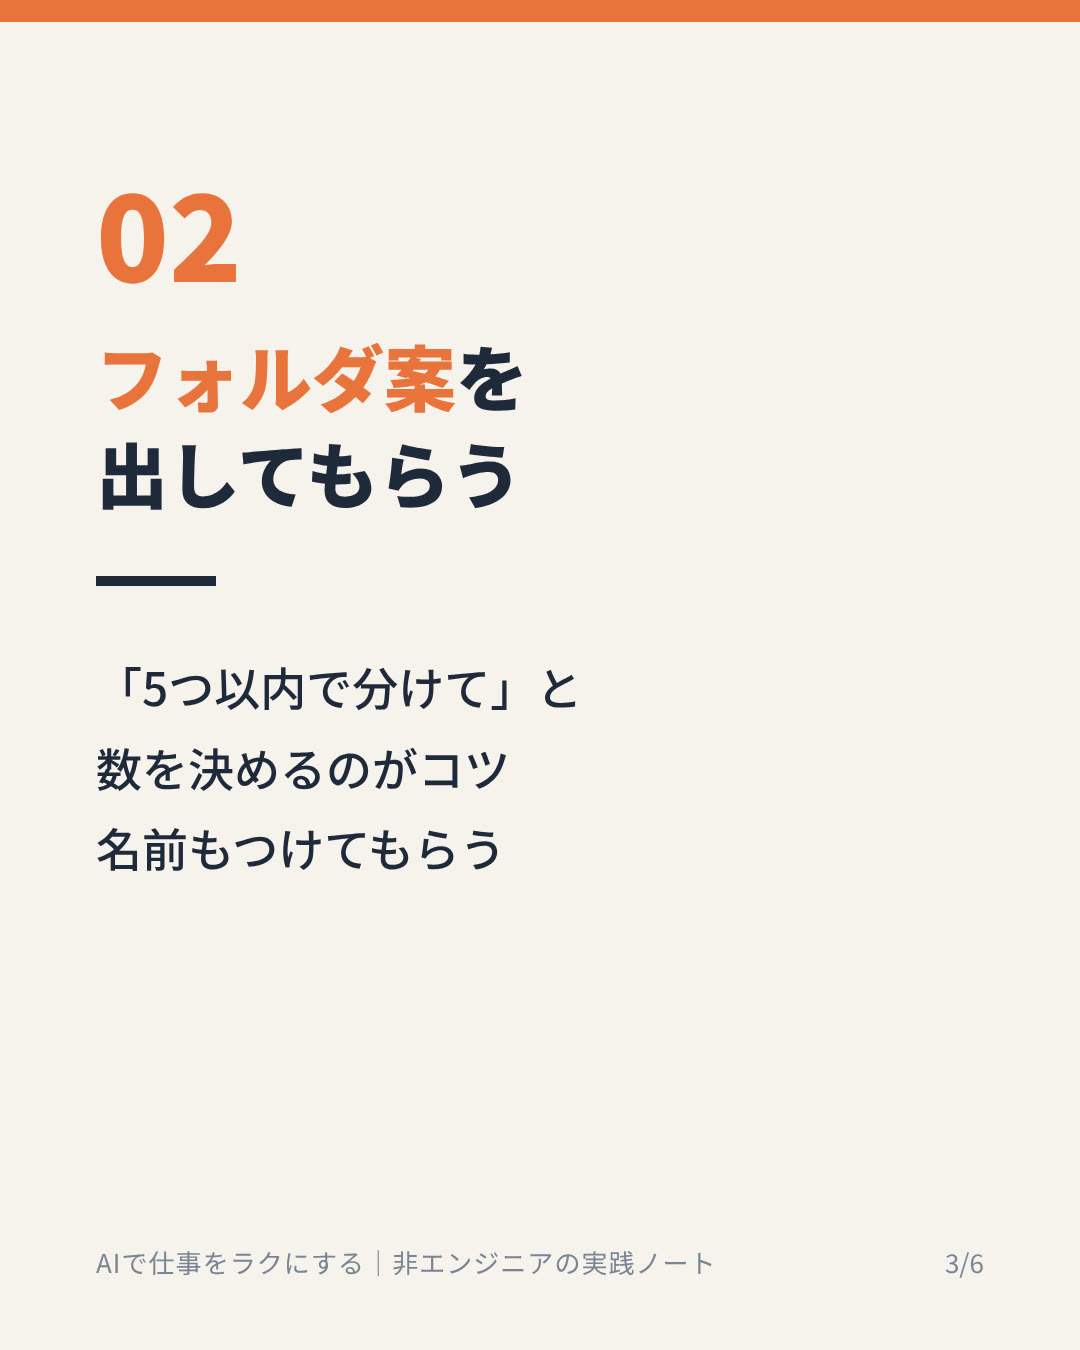 02
フォルダ案を
出してもらう
「5つ以内で分けて」と
数を決めるのがコツ
名前もつけてもらう
AIで仕事をラクにする｜非エンジニアの実践ノート
3/6